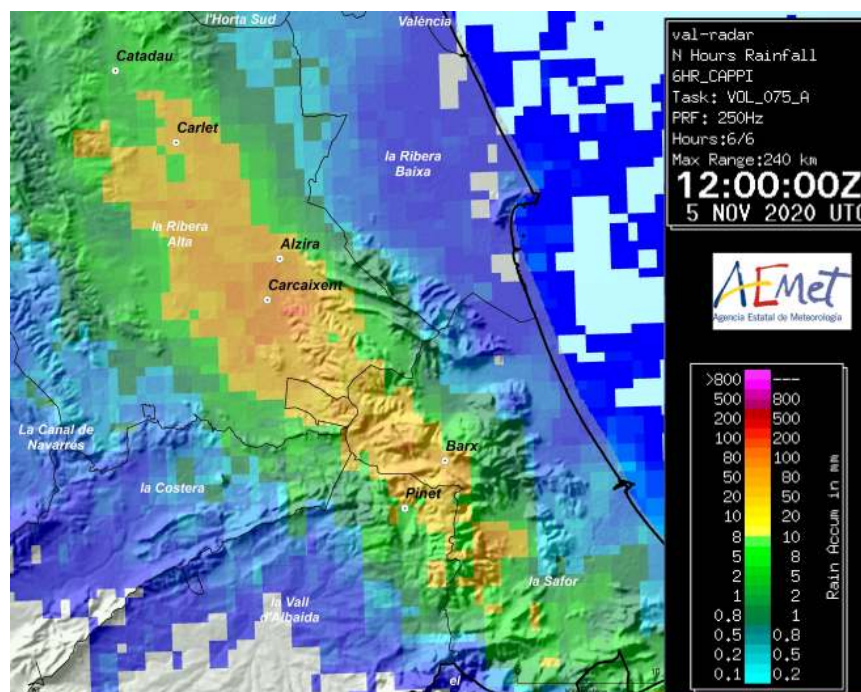 l'Horta Sud
València
Catadau
Carlet
la Ribera
Baixa
la Ribera
Alta
Alzira
Carcaixent
La Canal de
Navarrés
Barx
la Costera
Pinet
la Safor
la Vall
d'Albaida
el
val-radar
N Hours Rainfall
6HR_CAPPI
Task: VOL_075_A
PRF: 250Hz
Hours:6/6
Max Range:240 km
12:00:00Z
5 NOV 2020 UTC
AEMet
Agencia Estatal de Meteorología
>800 ---
500 800
200 500
100 200
80 100
50 80
20 50
10 20
8 10
5 8
2 5
1 2
0.8 1
0.5 0.8
0.2 0.5
0.1 0.2
Rain Accum in mm